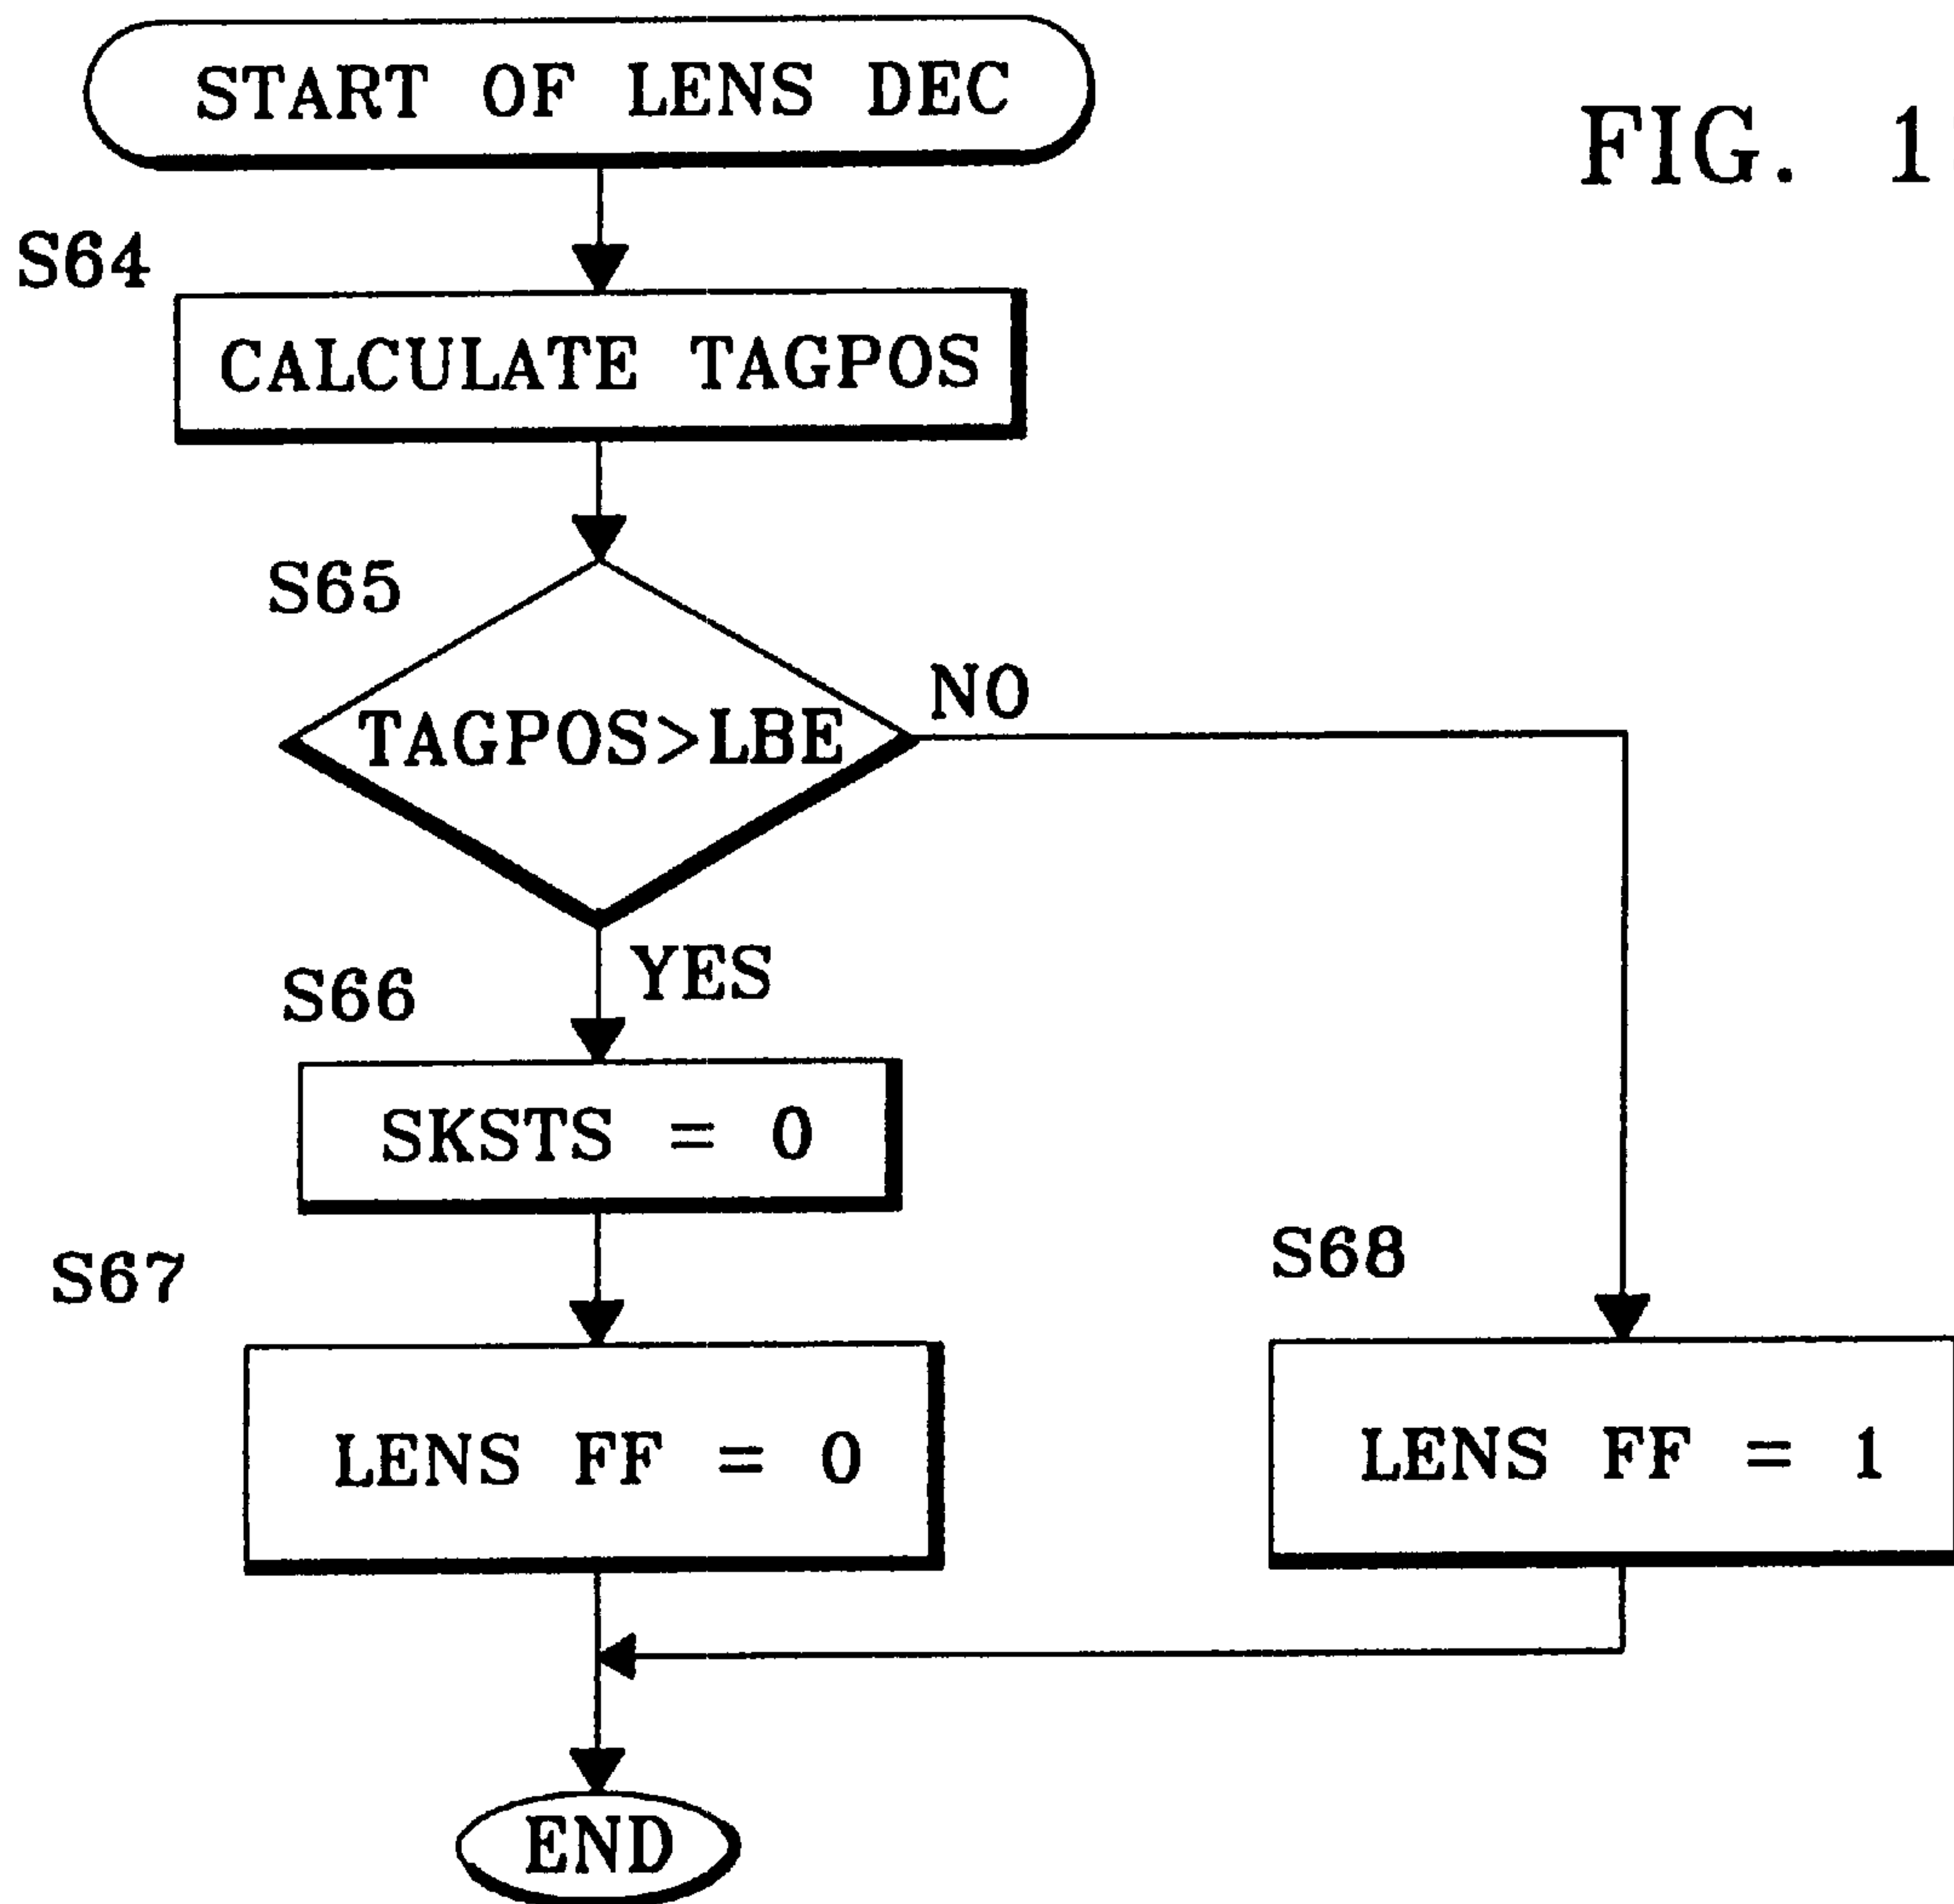 START OF LENS DEC
FIG. 1
S64
CALCULATE TAGPOS
S65
TAGPOS>LBE
NO
YES
S66
SKSTS = 0
S67
LENS FF = 0
S68
LENS FF = 1
END